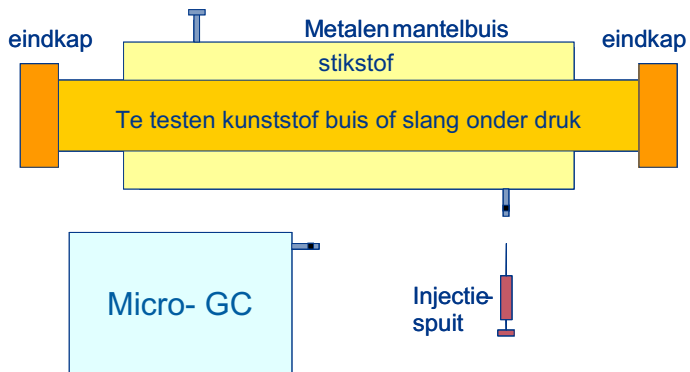 eindkap
Metalen mantelbuis
eindkap
stikstof
Te testen kunststof buis of slang onder druk
Micro- GC
Injectie-
spuit